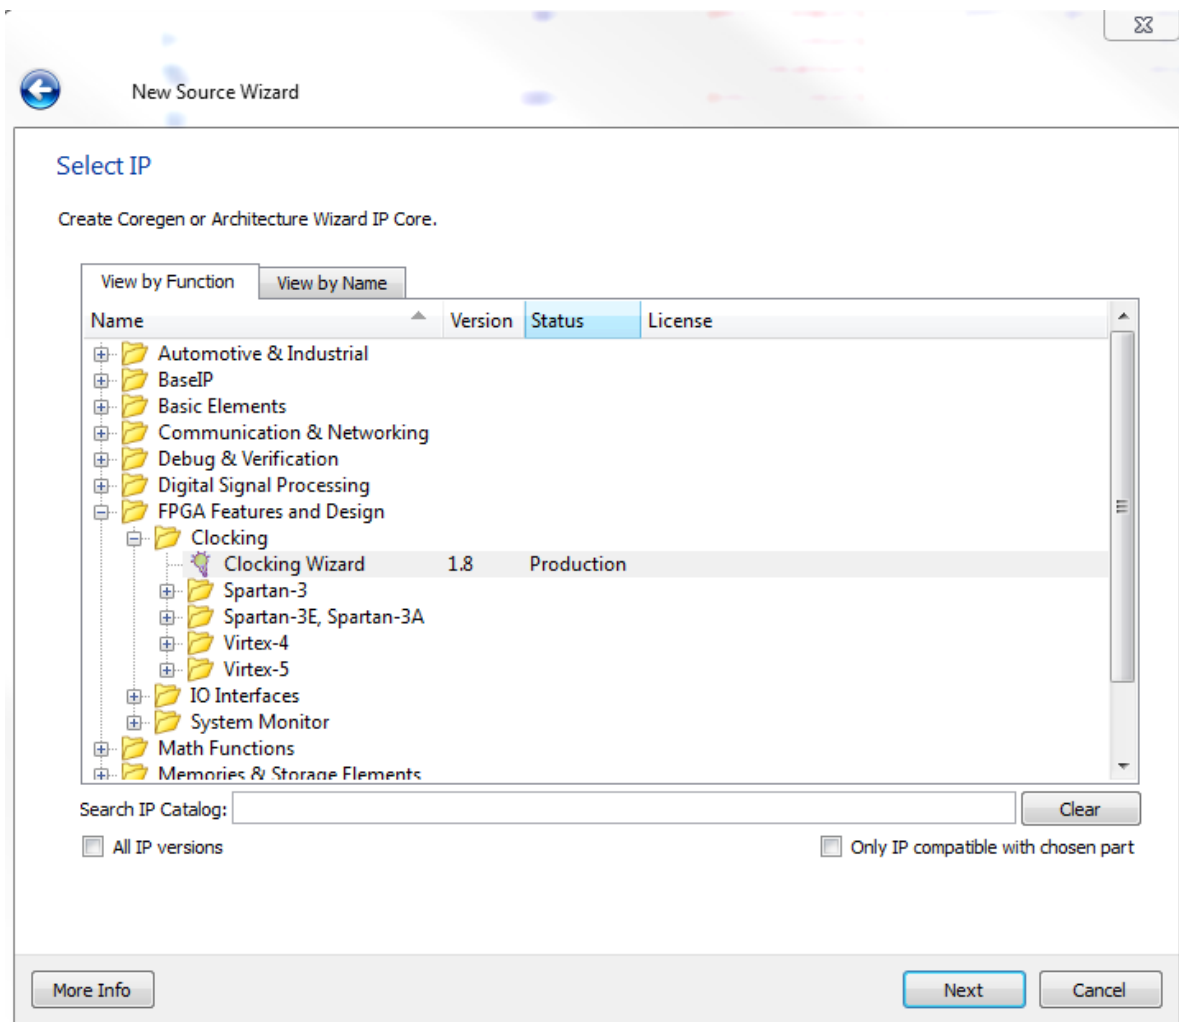 New Source Wizard
Select IP
Create Coregen or Architecture Wizard IP Core.
View by Function View by Name
Name Version Status License
Automotive & Industrial
BaseIP
Basic Elements
Communication & Networking
Debug & Verification
Digital Signal Processing
FPGA Features and Design
Clocking
Clocking Wizard 1.8 Production
Spartan-3
Spartan-3E, Spartan-3A
Virtex-4
Virtex-5
IO Interfaces
System Monitor
Math Functions
Memories & Storage Elements
Search IP Catalog: Clear
All IP versions Only IP compatible with chosen part
More Info Next Cancel